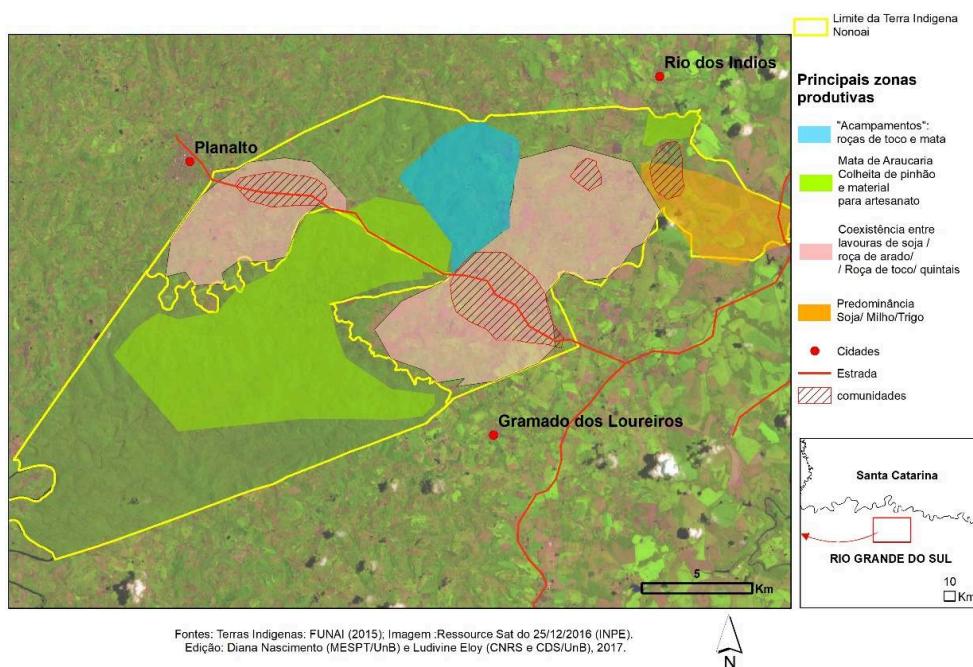 Limite da Terra Indigena
Nonoai
Rio dos Indios
Planalto
Gramado dos Loureiros
5
Km
Principais zonas
produtivas
"Acampamentos":
roças de toco e mata
Mata de Araucaria
Colheita de pinhão
e material
para artesanato
Coexistência entre
lavouras de soja /
roça de arado/
/ Roça de toco/ quintais
Predominância
Soja/ Milho/Trigo
Cidades
Estrada
comunidades
Santa Catarina
RIO GRANDE DO SUL
10
Km
Fontes: Terras Indigenas: FUNAI (2015); Imagem :Ressource Sat do 25/12/2016 (INPE).
Edição: Diana Nascimento (MESPT/UnB) e Ludivine Eloy (CNRS e CDS/UnB), 2017.
N